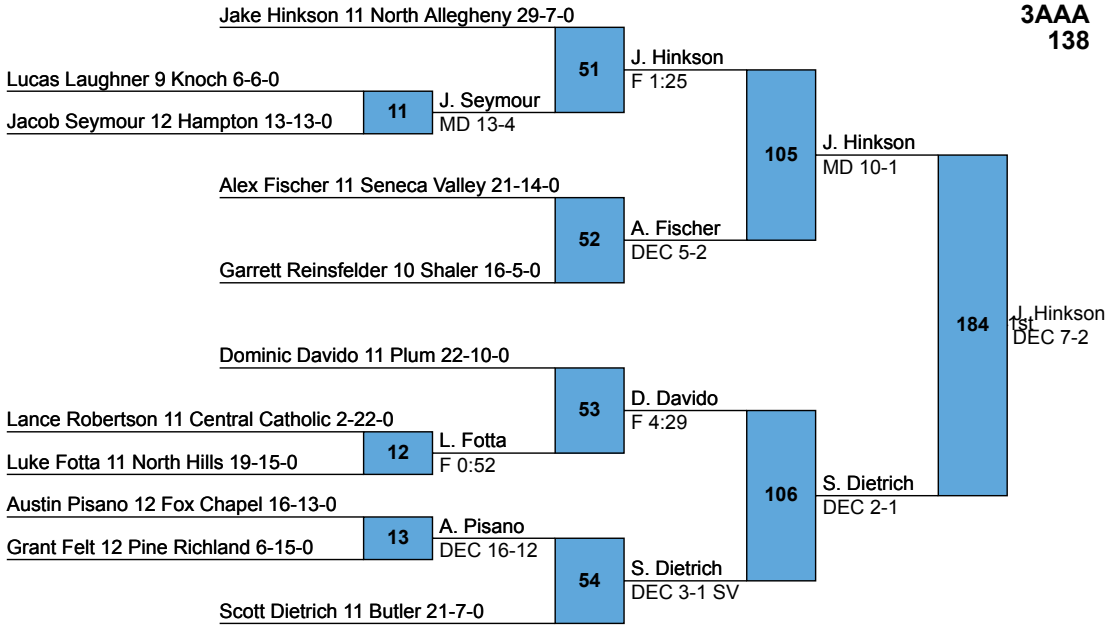 Jake Hinkson 11 North Allegheny 29-7-0
3AAA
138
51
J. Hinkson
F 1:25
Lucas Laughner 9 Knoch 6-6-0
11
J. Seymour
MD 13-4
Jacob Seymour 12 Hampton 13-13-0
105
J. Hinkson
MD 10-1
Alex Fischer 11 Seneca Valley 21-14-0
52
A. Fischer
DEC 5-2
Garrett Reinsfelder 10 Shaler 16-5-0
184
J. Hinkson
1st
DEC 7-2
Dominic Davido 11 Plum 22-10-0
53
D. Davido
F 4:29
Lance Robertson 11 Central Catholic 2-22-0
12
L. Fotta
F 0:52
Luke Fotta 11 North Hills 19-15-0
106
S. Dietrich
DEC 2-1
Austin Pisano 12 Fox Chapel 16-13-0
13
A. Pisano
DEC 16-12
Grant Felt 12 Pine Richland 6-15-0
54
S. Dietrich
DEC 3-1 SV
Scott Dietrich 11 Butler 21-7-0